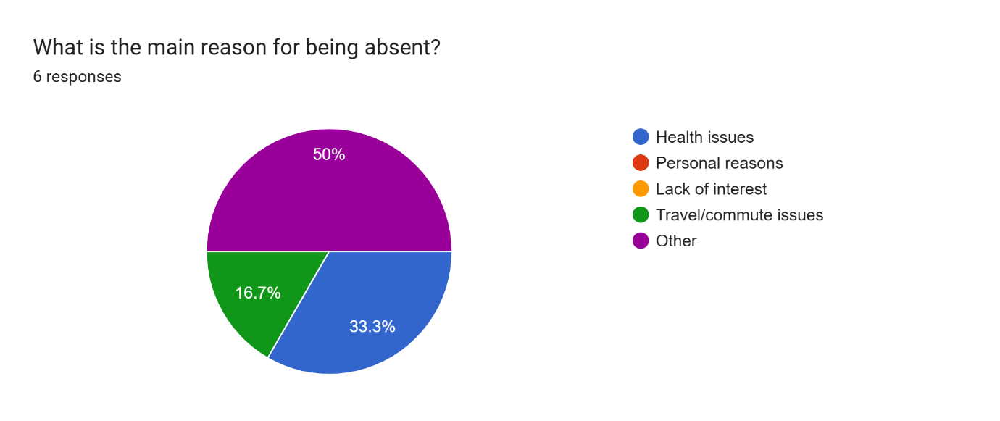 What is the main reason for being absent?
6 responses
50%
16.7%
33.3%
Health issues
Personal reasons
Lack of interest
Travel/commute issues
Other